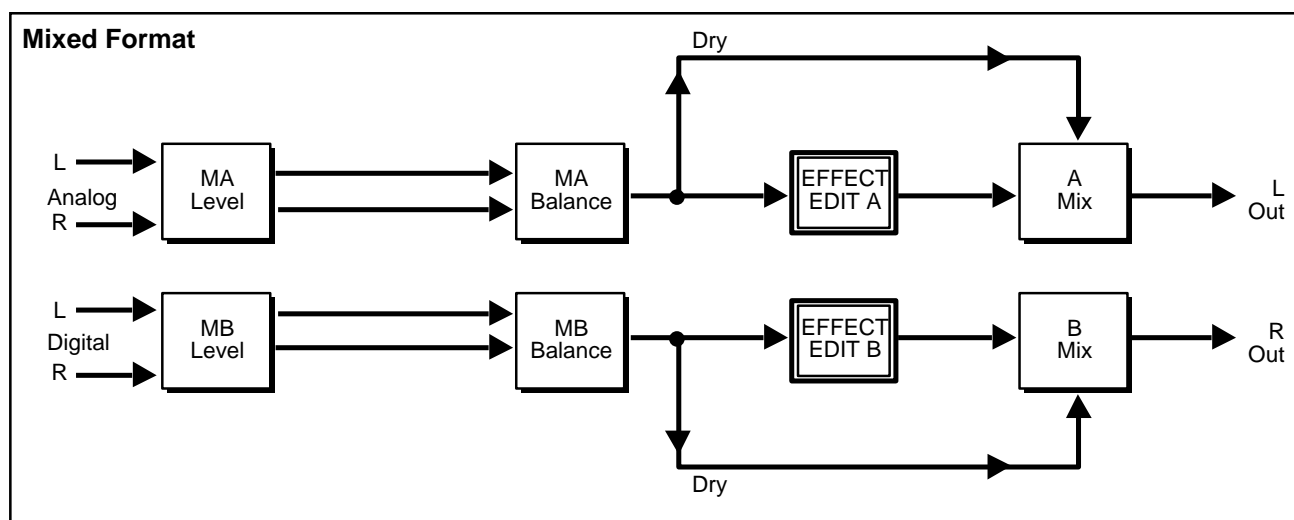 Mixed Format
Dry
L
Analog
R
MA
Level
MA
Balance
EFFECT
EDIT A
A
Mix
L
Out
L
Digital
R
MB
Level
MB
Balance
EFFECT
EDIT B
B
Mix
R
Out
Dry